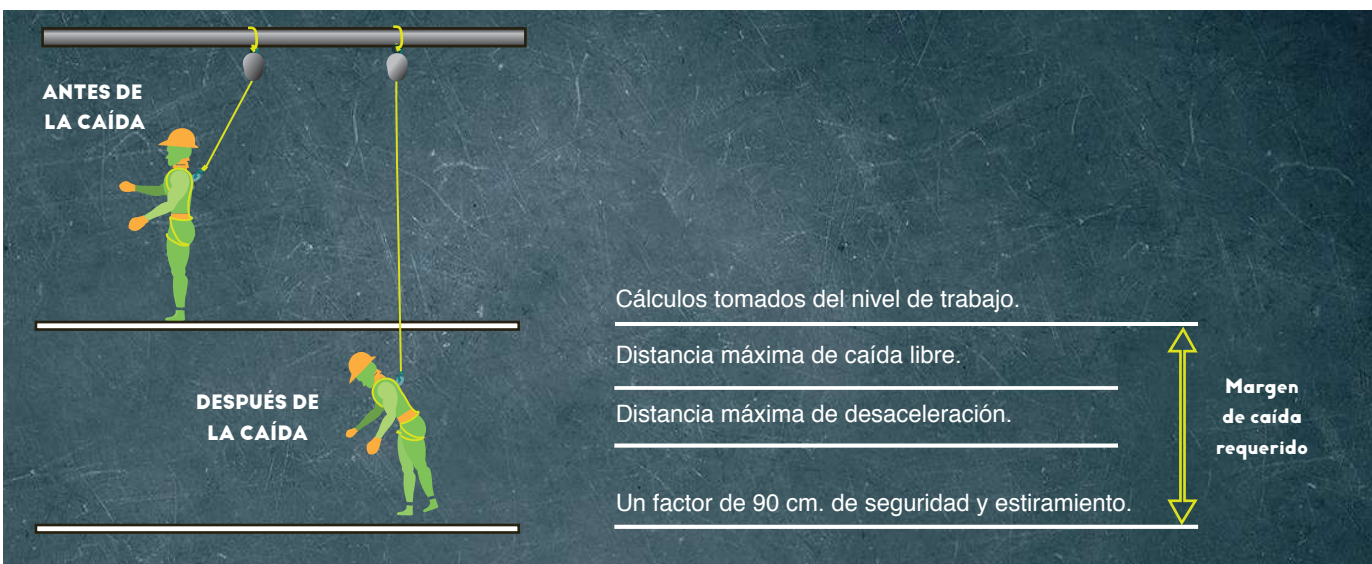 ANTES DE
LA CAÍDA
DESPUÉS DE
LA CAÍDA
Cálculos tomados del nivel de trabajo.
Distancia máxima de caída libre.
Distancia máxima de desaceleración.
Un factor de 90 cm. de seguridad y estiramiento.
Margen
de caída
requerido